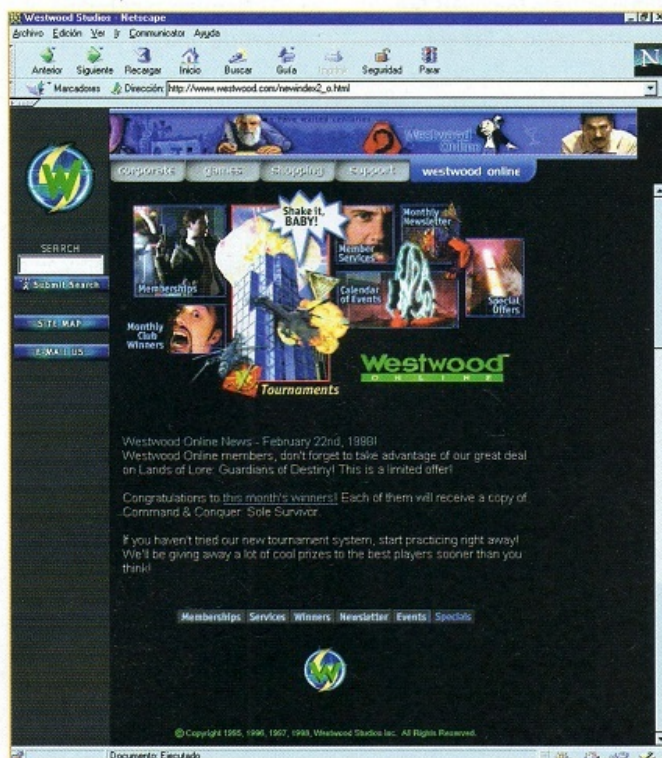 Westwood Studios - Netscape
Archivo Edición Ver Ir Communicator Ayuda
Anterior Siguiente Recargar Inicio Buscar Guía Imprimir Seguridad Parar
N
Marcadores Dirección: http://www.westwood.com/newindex2_o.html
Westwood
Online
corporate games shopping support westwood online
W
Shake it,
BABY!
Monthly
Newsletter
Member
Services
Memberships
Calendar
of Events
Special
Offers
SEARCH
Submit Search
SITE MAP
E-MAIL US
Monthly
Club
Winners
Tournaments
Westwood
ONLINE
Westwood Online News - February 22nd, 1998!
Westwood Online members, don't forget to take advantage of our great deal
on Lands of Lore: Guardians of Destiny! This is a limited offer!
Congratulations to this month's winners! Each of them will receive a copy of
Command & Conquer: Sole Survivor.
If you haven't tried our new tournament system, start practicing right away!
We'll be giving away a lot of cool prizes to the best players sooner than you
think!
Memberships Services Winners Newsletter Events Specials
W
© Copyright 1995, 1996, 1997, 1998, Westwood Studios Inc. All Rights Reserved.
Documento: Ejecutado